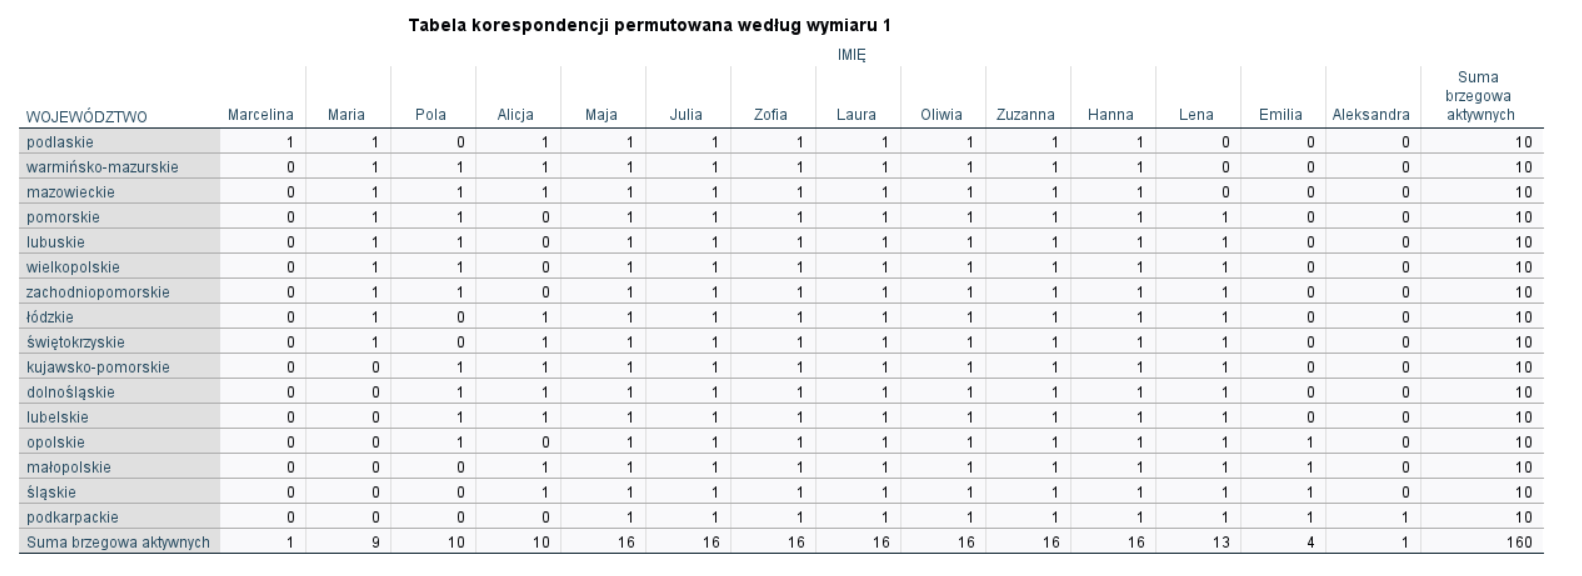 Tabela korespondencji permutowana według wymiaru 1
IMIĘ
WOJEWÓDZTWO Marcelina Maria Pola Alicja Maja Julia Zofia Laura Oliwia Zuzanna Hanna Lena Emilia Aleksandra Suma brzegowa aktywnych
podlaskie 1 1 0 1 1 1 1 1 1 1 1 0 0 0 10
warmińsko-mazurskie 0 1 1 1 1 1 1 1 1 1 1 0 0 0 10
mazowieckie 0 1 1 1 1 1 1 1 1 1 1 0 0 0 10
pomorskie 0 1 1 0 1 1 1 1 1 1 1 1 0 0 10
lubuskie 0 1 1 0 1 1 1 1 1 1 1 1 0 0 10
wielkopolskie 0 1 1 0 1 1 1 1 1 1 1 1 0 0 10
zachodniopomorskie 0 1 1 0 1 1 1 1 1 1 1 1 0 0 10
łódzkie 0 1 0 1 1 1 1 1 1 1 1 1 0 0 10
świętokrzyskie 0 1 0 1 1 1 1 1 1 1 1 1 0 0 10
kujawsko-pomorskie 0 0 1 1 1 1 1 1 1 1 1 1 0 0 10
dolnośląskie 0 0 1 1 1 1 1 1 1 1 1 1 0 0 10
lubelskie 0 0 1 1 1 1 1 1 1 1 1 1 0 0 10
opolskie 0 0 1 0 1 1 1 1 1 1 1 1 1 0 10
małopolskie 0 0 0 1 1 1 1 1 1 1 1 1 1 0 10
śląskie 0 0 0 1 1 1 1 1 1 1 1 1 1 0 10
podkarpackie 0 0 0 0 1 1 1 1 1 1 1 1 1 1 10
Suma brzegowa aktywnych 1 9 10 10 16 16 16 16 16 16 16 13 4 1 160